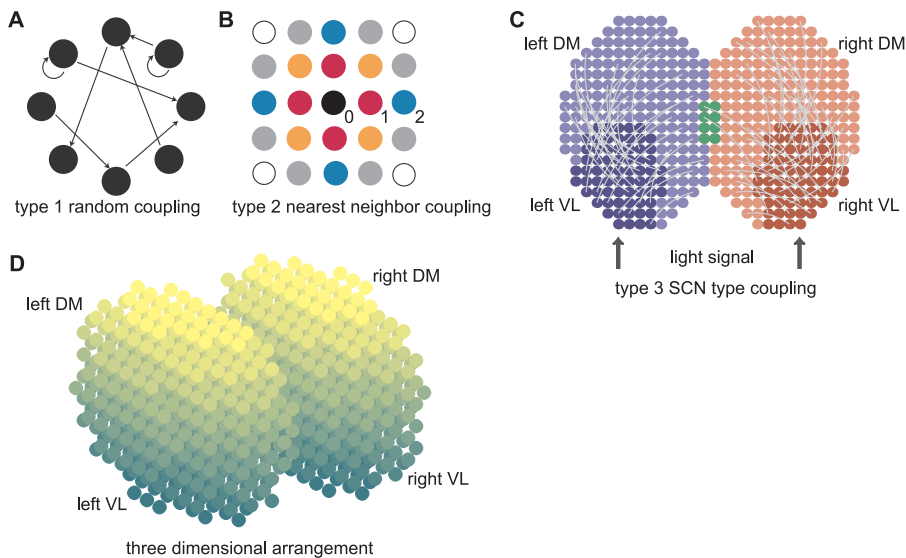 A
type 1 random coupling
B
0
1
2
type 2 nearest neighbor coupling
C
left DM
right DM
left VL
right VL
light signal
type 3 SCN type coupling
D
left DM
right DM
left VL
right VL
three dimensional arrangement